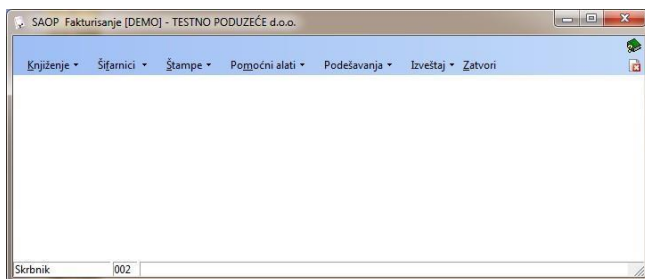 SAOP Fakturisanje [DEMO] - TESTNO PODUZEĆE d.o.o.
Knjiženje Šifarnici Štampe Pomoćni alati Podešavanja Izveštaj Zatvori
Skrbnik 002